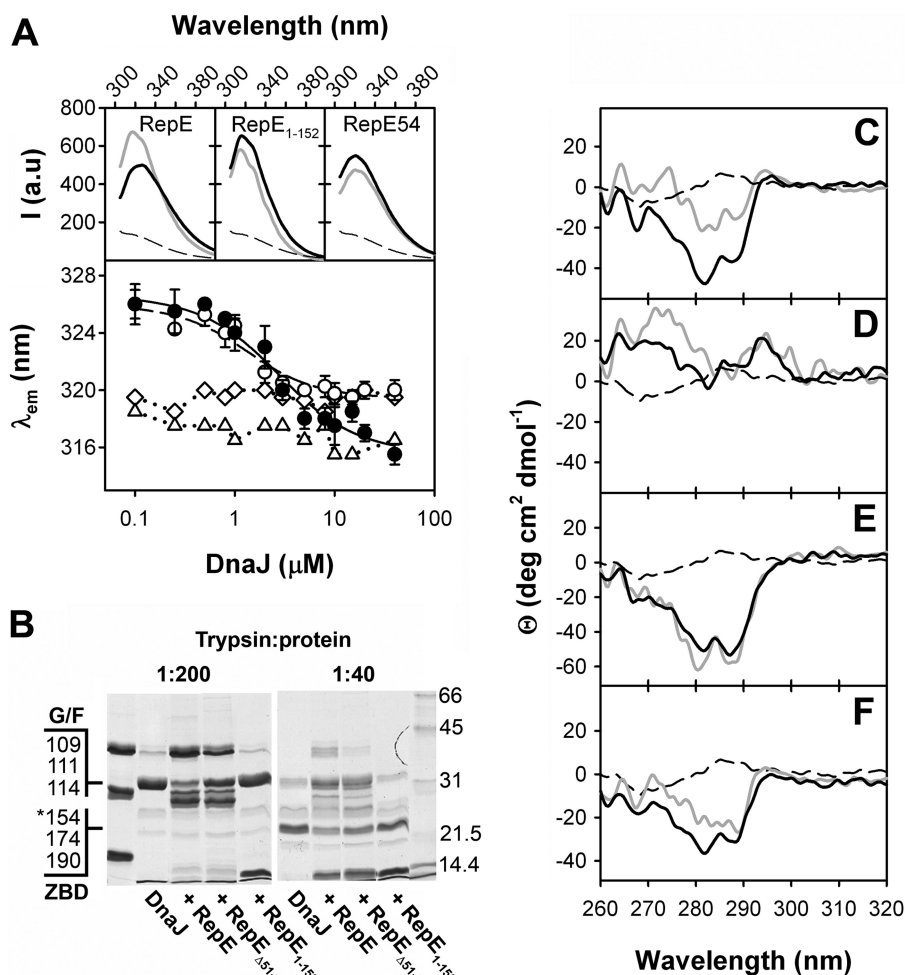 A
Wavelength (nm)
300 340 380 300 340 380 300 340 380
800
600
400
200
I (a.u)
RepE RepE1-152 RepE54
328
324
320
316
λem (nm)
0.1 1 10 100
DnaJ (μM)
B
Trypsin:protein
1:200 1:40
G/F
109
111
114
*154
174
190
ZBD
66
45
31
21.5
14.4
DnaJ
+ RepE
+ RepEΔ51-
+ RepE1-15
DnaJ
+ RepE
+ RepEΔ51-
+ RepE1-15
C
20
0
-20
-40
D
20
0
-20
-40
E
20
0
-20
-40
-60
F
20
0
-20
-40
Θ (deg cm2 dmol-1)
260 270 280 290 300 310 320
Wavelength (nm)